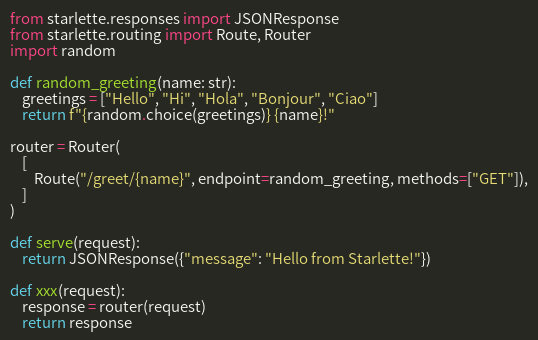 from starlette.responses import JSONResponse
from starlette.routing import Route, Router
import random

def random_greeting(name: str):
    greetings = ["Hello", "Hi", "Hola", "Bonjour", "Ciao"]
    return f"{random.choice(greetings)} {name}!"

router = Router(
    [
        Route("/greet/{name}", endpoint=random_greeting, methods=["GET"]),
    ]
)

def serve(request):
    return JSONResponse({"message": "Hello from Starlette!"})

def xxx(request):
    response = router(request)
    return response